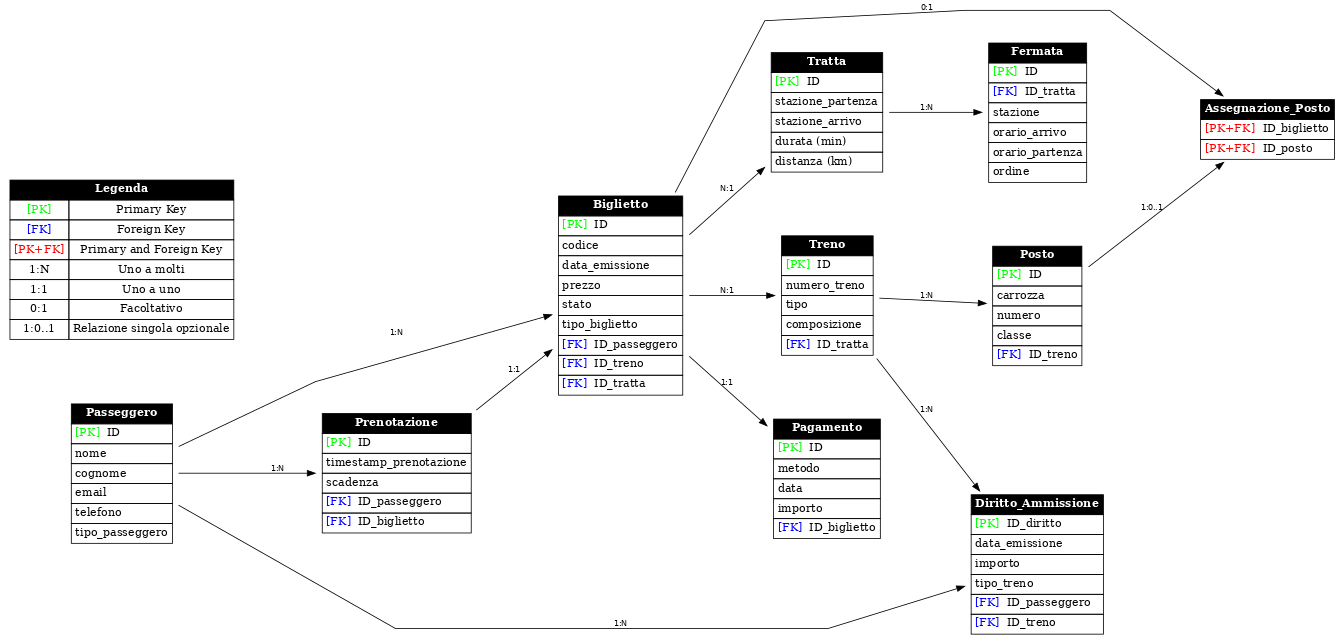 Legenda
[PK] Primary Key
[FK] Foreign Key
[PK+FK] Primary and Foreign Key
1:N Uno a molti
1:1 Uno a uno
0:1 Facoltativo
1:0..1 Relazione singola opzionale
Passeggero
[PK] ID
nome
cognome
email
telefono
tipo_passeggero
1:N
1:N
1:N
Prenotazione
[PK] ID
timestamp_prenotazione
scadenza
[FK] ID_passeggero
[FK] ID_biglietto
1:1
Biglietto
[PK] ID
codice
data_emissione
prezzo
stato
tipo_biglietto
[FK] ID_passeggero
[FK] ID_treno
[FK] ID_tratta
0:1
N:1
N:1
1:1
Tratta
[PK] ID
stazione_partenza
stazione_arrivo
durata (min)
distanza (km)
1:N
Treno
[PK] ID
numero_treno
tipo
composizione
[FK] ID_tratta
1:N
1:N
Pagamento
[PK] ID
metodo
data
importo
[FK] ID_biglietto
Fermata
[PK] ID
[FK] ID_tratta
stazione
orario_arrivo
orario_partenza
ordine
Posto
[PK] ID
carrozza
numero
classe
[FK] ID_treno
1:0..1
Diritto_Ammissione
[PK] ID_diritto
data_emissione
importo
tipo_treno
[FK] ID_passeggero
[FK] ID_treno
Assegnazione_Posto
[PK+FK] ID_biglietto
[PK+FK] ID_posto